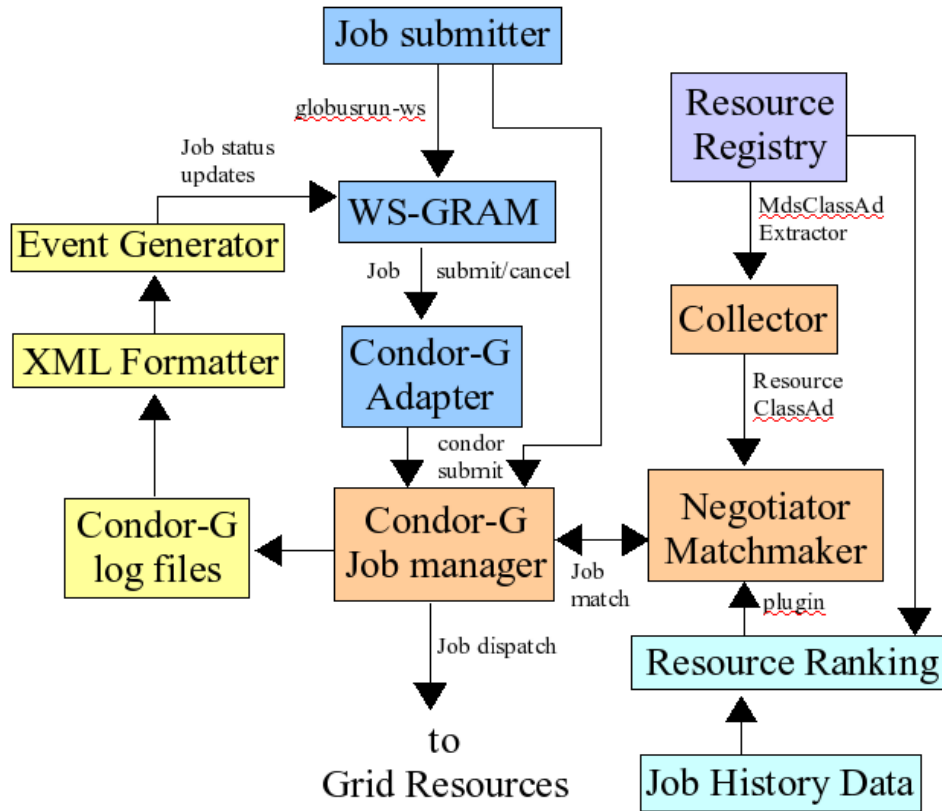 Job submitter
globusrun-ws
Resource
Registry
Job status
updates
WS-GRAM
MdsClassAd
Extractor
Event Generator
Job submit/cancel
Collector
XML Formatter
Condor-G
Adapter
Resource
ClassAd
condor
submit
Condor-G
log files
Condor-G
Job manager
Negotiator
Matchmaker
Job
match
plugin
Job dispatch
Resource Ranking
to
Grid Resources
Job History Data